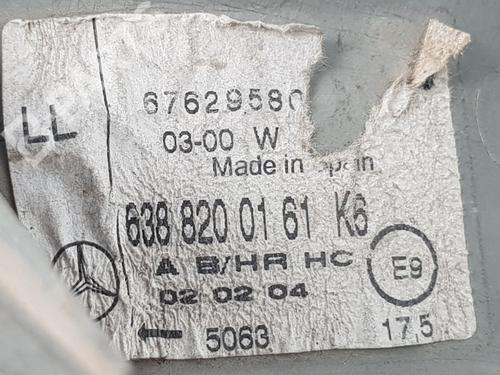 LL
67629580
03-00 W
Made in Spain
638 820 01 61 K6
A B/HR HC
E9
02 02 04
5063
17,5